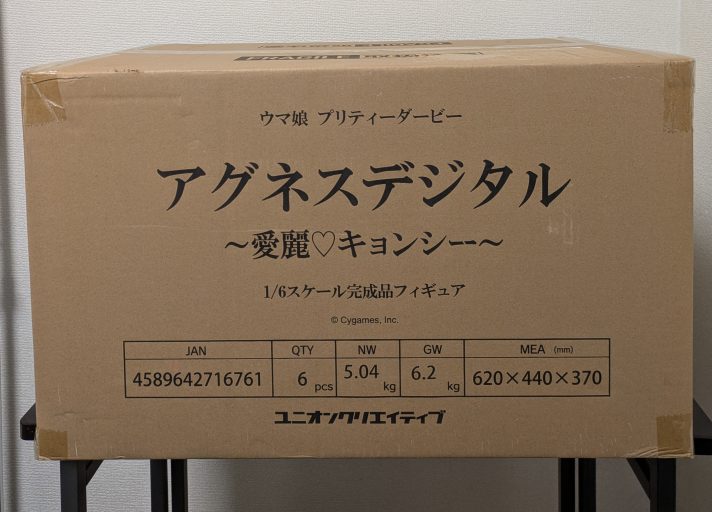 FRAGILE
ウマ娘 プリティーダービー
アグネスデジタル
～愛麗♡キョンシー～
1/6スケール完成品フィギュア
© Cygames, Inc.
JAN QTY NW GW MEA (mm)
4589642716761 6 pcs 5.04 kg 6.2 kg 620×440×370
ユニオンクリエイティブ